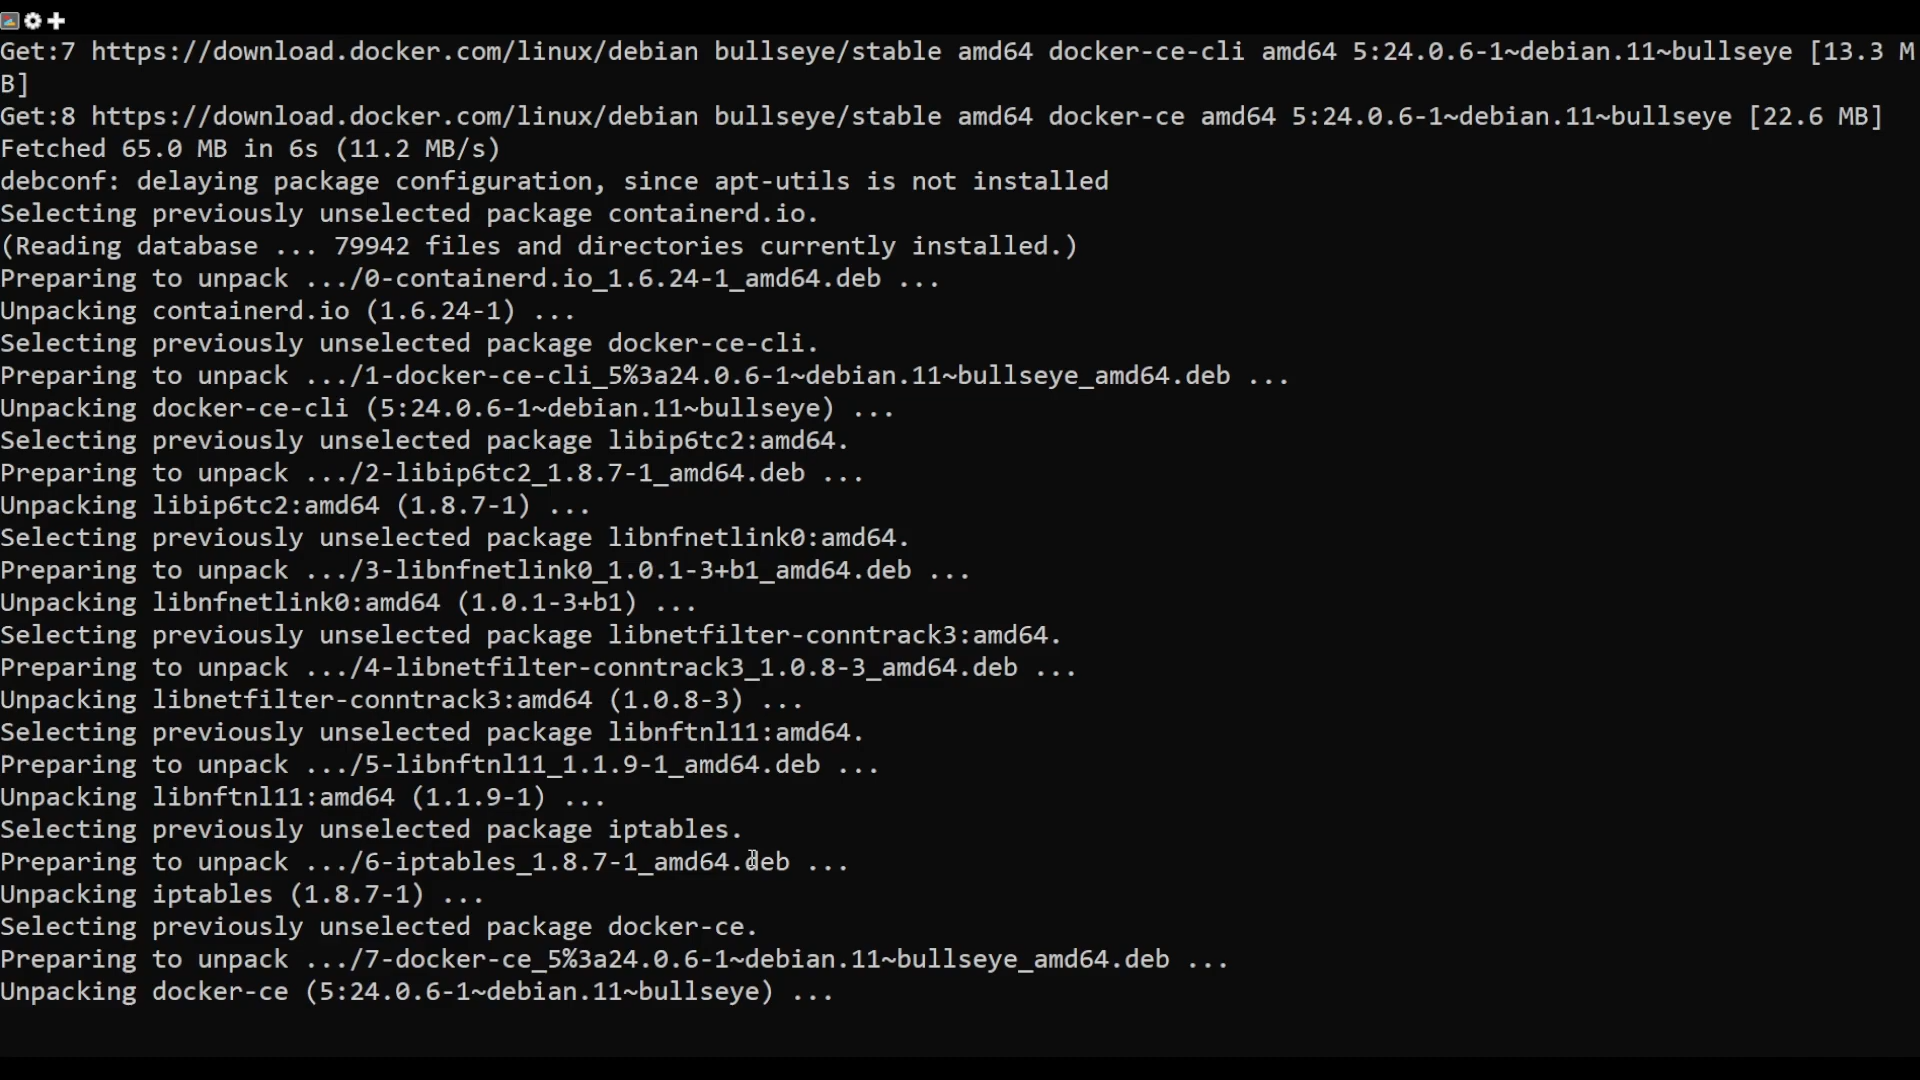 Get:7 https://download.docker.com/linux/debian bullseye/stable amd64 docker-ce-cli amd64 5:24.0.6-1~debian.11~bullseye [13.3 M
B]
Get:8 https://download.docker.com/linux/debian bullseye/stable amd64 docker-ce amd64 5:24.0.6-1~debian.11~bullseye [22.6 MB]
Fetched 65.0 MB in 6s (11.2 MB/s)
debconf: delaying package configuration, since apt-utils is not installed
Selecting previously unselected package containerd.io.
(Reading database ... 79942 files and directories currently installed.)
Preparing to unpack .../0-containerd.io_1.6.24-1_amd64.deb ...
Unpacking containerd.io (1.6.24-1) ...
Selecting previously unselected package docker-ce-cli.
Preparing to unpack .../1-docker-ce-cli_5%3a24.0.6-1~debian.11~bullseye_amd64.deb ...
Unpacking docker-ce-cli (5:24.0.6-1~debian.11~bullseye) ...
Selecting previously unselected package libip6tc2:amd64.
Preparing to unpack .../2-libip6tc2_1.8.7-1_amd64.deb ...
Unpacking libip6tc2:amd64 (1.8.7-1) ...
Selecting previously unselected package libnfnetlink0:amd64.
Preparing to unpack .../3-libnfnetlink0_1.0.1-3+b1_amd64.deb ...
Unpacking libnfnetlink0:amd64 (1.0.1-3+b1) ...
Selecting previously unselected package libnetfilter-conntrack3:amd64.
Preparing to unpack .../4-libnetfilter-conntrack3_1.0.8-3_amd64.deb ...
Unpacking libnetfilter-conntrack3:amd64 (1.0.8-3) ...
Selecting previously unselected package libnftnl11:amd64.
Preparing to unpack .../5-libnftnl11_1.1.9-1_amd64.deb ...
Unpacking libnftnl11:amd64 (1.1.9-1) ...
Selecting previously unselected package iptables.
Preparing to unpack .../6-iptables_1.8.7-1_amd64.deb ...
Unpacking iptables (1.8.7-1) ...
Selecting previously unselected package docker-ce.
Preparing to unpack .../7-docker-ce_5%3a24.0.6-1~debian.11~bullseye_amd64.deb ...
Unpacking docker-ce (5:24.0.6-1~debian.11~bullseye) ...